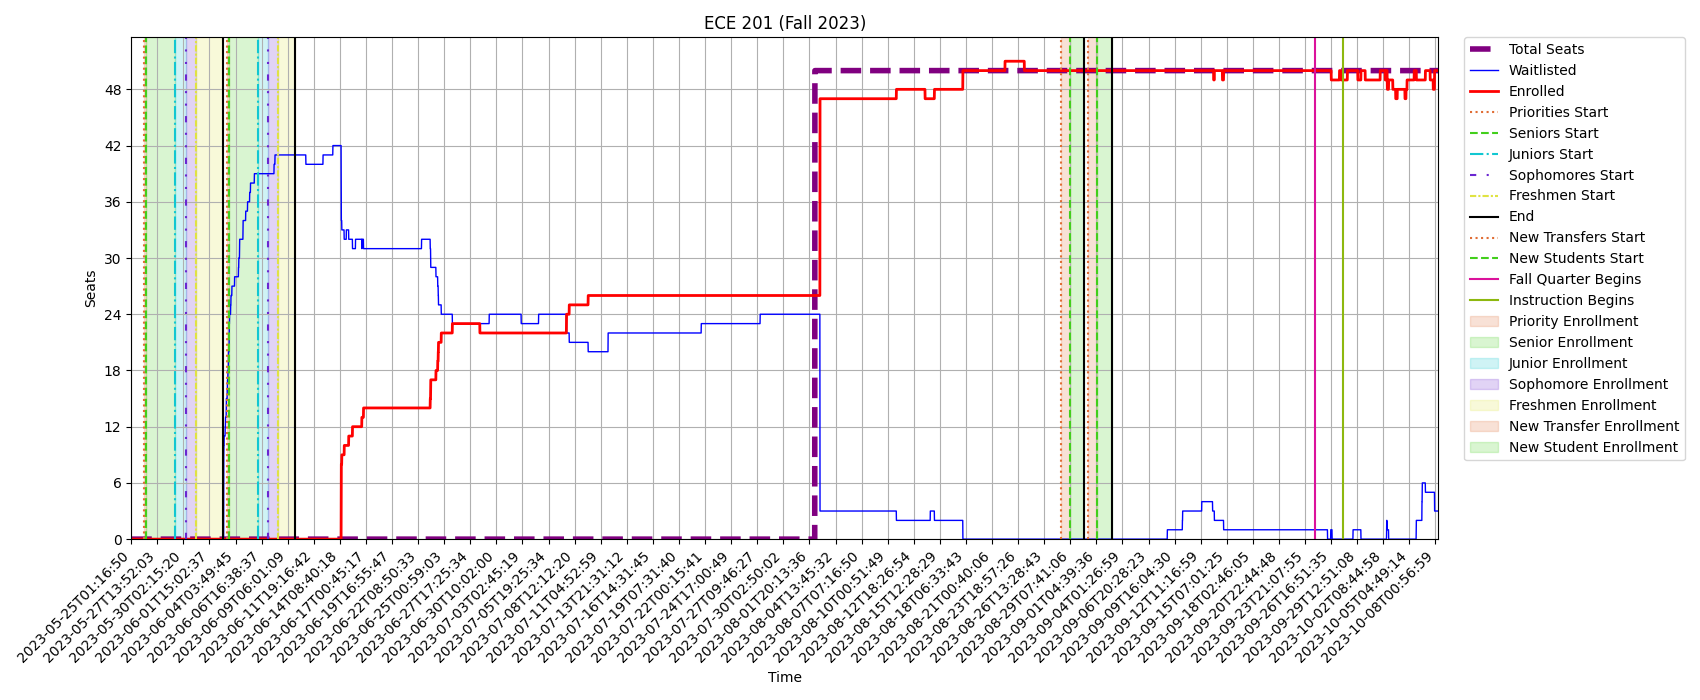 ECE 201 (Fall 2023)
Seats
48
42
36
30
24
18
12
6
0
2023-05-25T01:16:50
2023-05-27T13:52:03
2023-05-30T02:15:20
2023-06-01T15:02:37
2023-06-04T03:49:45
2023-06-06T16:38:37
2023-06-09T06:01:09
2023-06-11T19:16:42
2023-06-14T08:40:18
2023-06-17T00:45:17
2023-06-19T16:55:47
2023-06-22T08:50:33
2023-06-25T00:59:03
2023-06-27T17:25:34
2023-06-30T10:02:00
2023-07-03T02:45:19
2023-07-05T19:25:34
2023-07-08T12:12:20
2023-07-11T04:52:59
2023-07-13T21:31:12
2023-07-16T14:31:45
2023-07-19T07:31:40
2023-07-22T00:15:41
2023-07-24T17:00:49
2023-07-27T09:46:27
2023-07-30T02:50:02
2023-08-01T20:13:36
2023-08-04T13:45:32
2023-08-07T07:16:50
2023-08-10T00:51:49
2023-08-12T18:26:54
2023-08-15T12:28:29
2023-08-18T06:33:43
2023-08-21T00:40:06
2023-08-23T18:57:28
2023-08-26T13:28:43
2023-08-29T07:41:06
2023-09-01T04:39:36
2023-09-04T01:26:59
2023-09-06T20:28:23
2023-09-09T16:04:30
2023-09-12T11:16:59
2023-09-15T07:01:25
2023-09-18T02:46:05
2023-09-20T22:44:48
2023-09-23T21:07:55
2023-09-26T16:51:35
2023-09-29T12:51:08
2023-10-02T08:44:58
2023-10-05T04:49:14
2023-10-08T00:56:59
Time
Total Seats
Waitlisted
Enrolled
Priorities Start
Seniors Start
Juniors Start
Sophomores Start
Freshmen Start
End
New Transfers Start
New Students Start
Fall Quarter Begins
Instruction Begins
Priority Enrollment
Senior Enrollment
Junior Enrollment
Sophomore Enrollment
Freshmen Enrollment
New Transfer Enrollment
New Student Enrollment